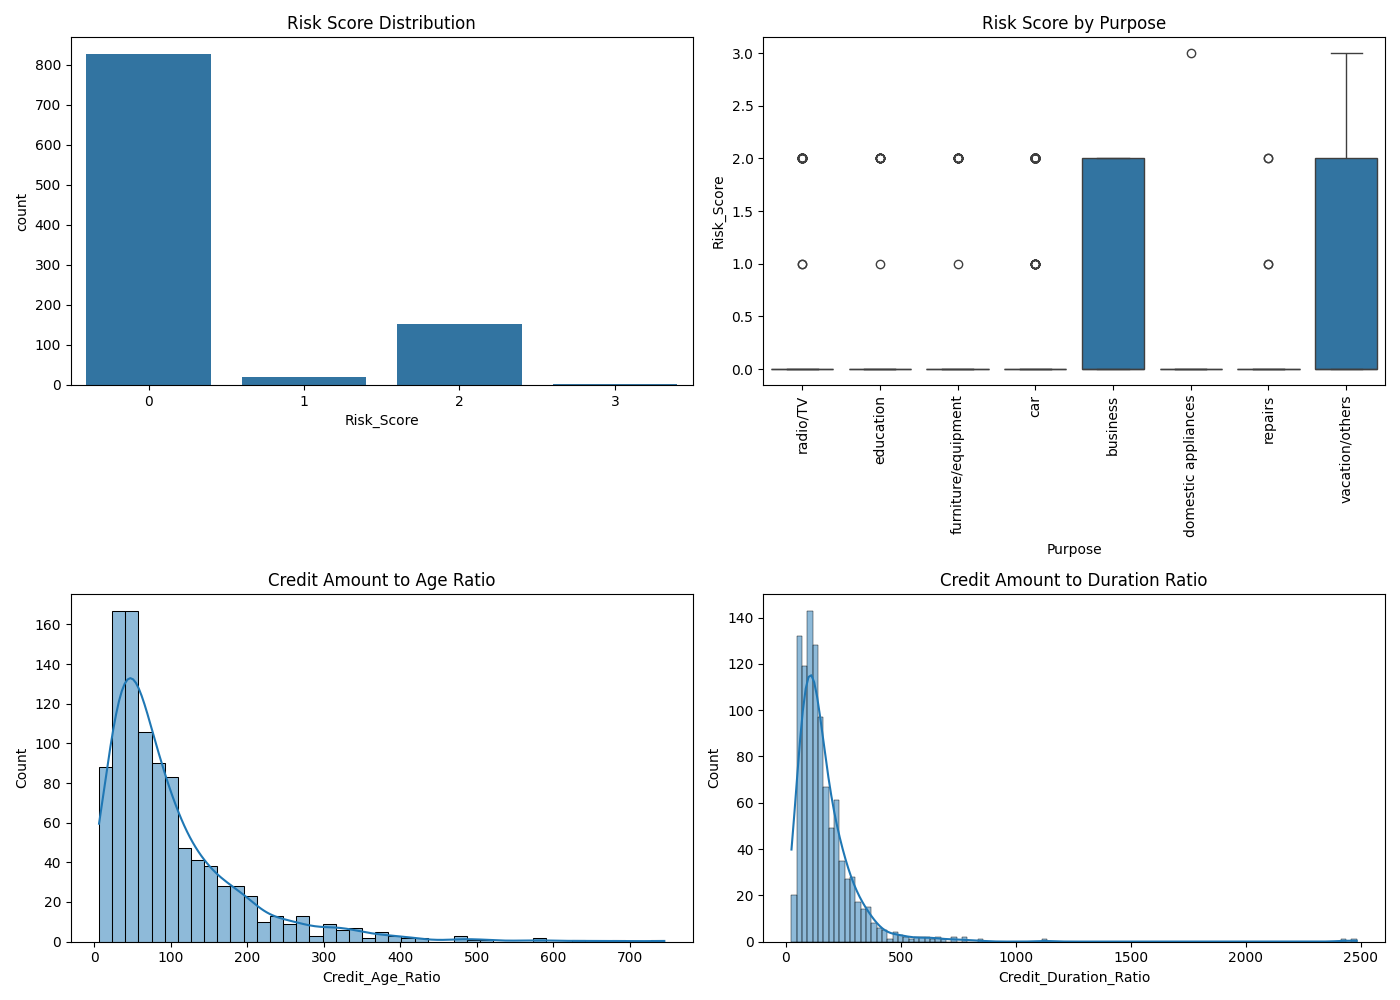 Risk Score Distribution
800
700
600
500
400
300
200
100
0
count
0 1 2 3
Risk_Score
Risk Score by Purpose
3.0
2.5
2.0
1.5
1.0
0.5
0.0
Risk_Score
radio/TV
education
furniture/equipment
car
business
domestic appliances
repairs
vacation/others
Purpose
Credit Amount to Age Ratio
160
140
120
100
80
60
40
20
0
Count
0 100 200 300 400 500 600 700
Credit_Age_Ratio
Credit Amount to Duration Ratio
140
120
100
80
60
40
20
0
Count
0 500 1000 1500 2000 2500
Credit_Duration_Ratio